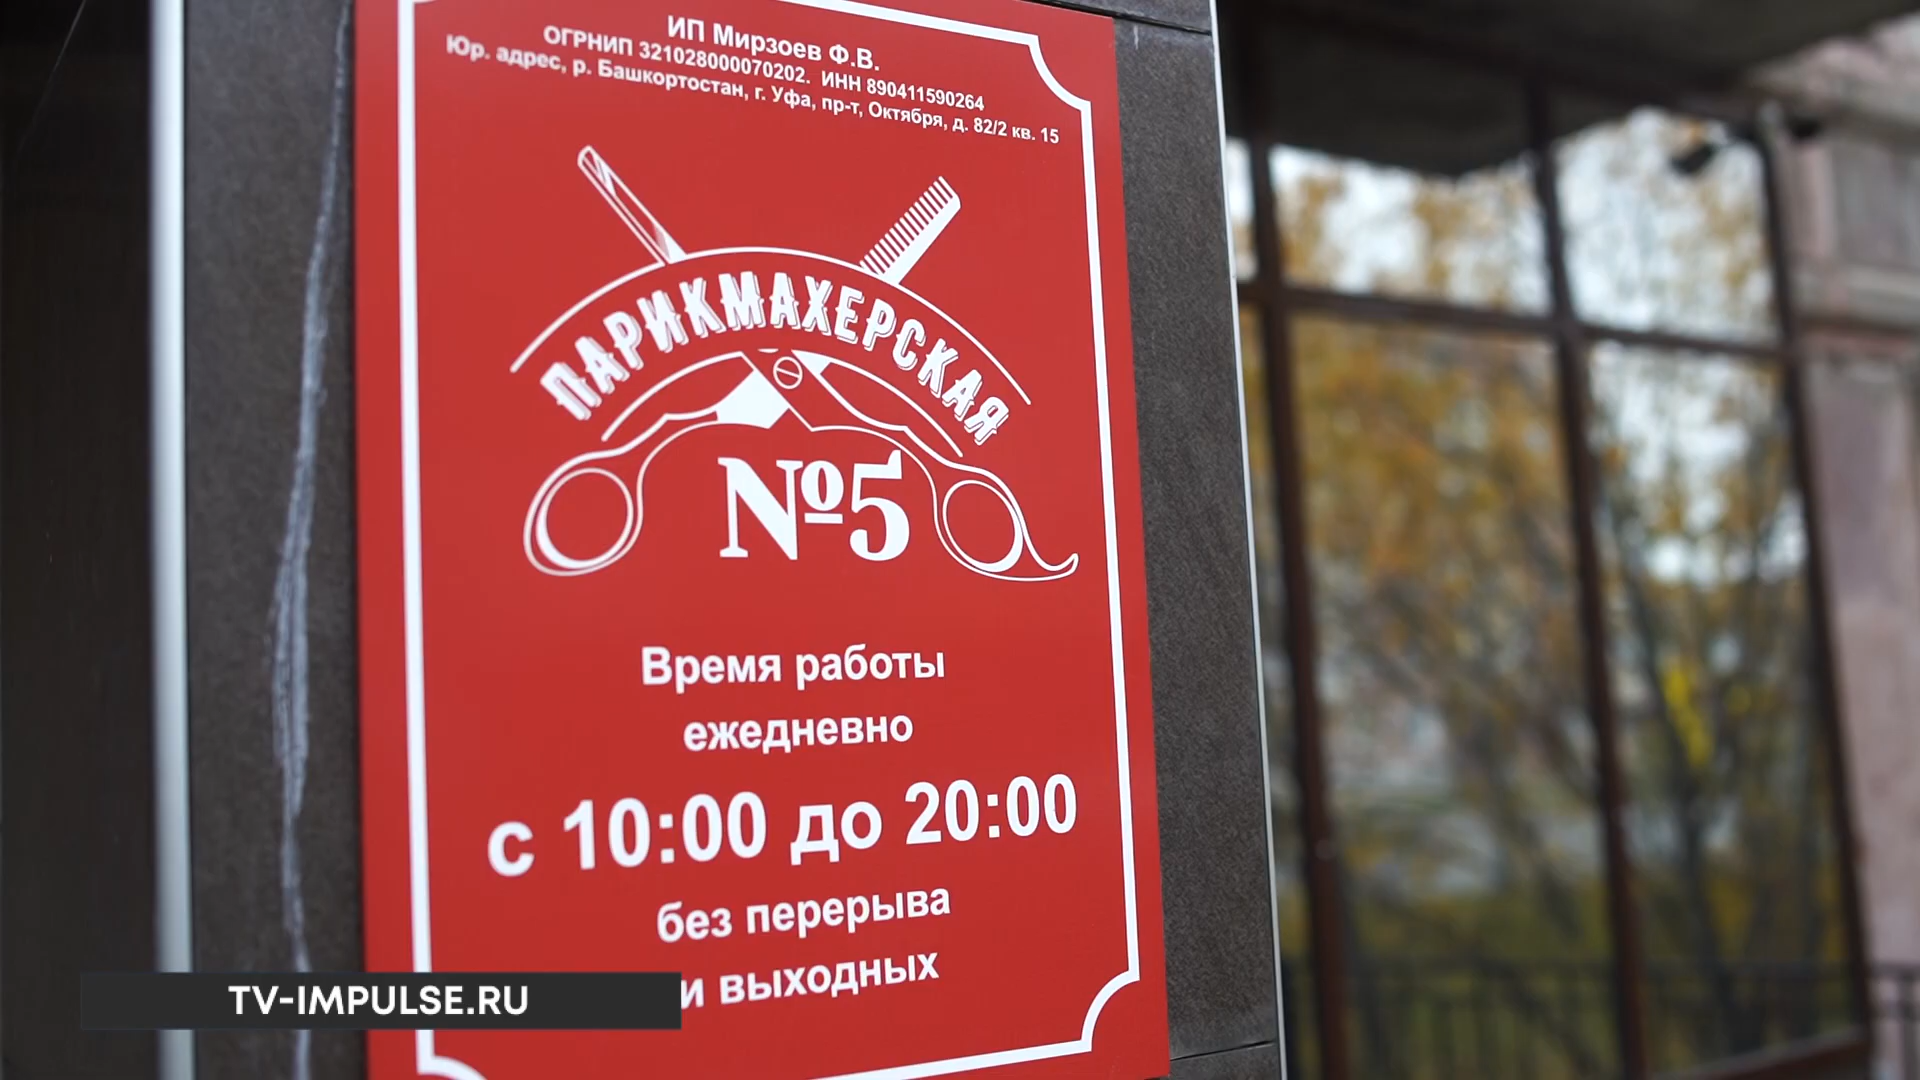 ИП Мирзоев Ф.В.
ОГРНИП 321028000070202. ИНН 890411590264
Юр. адрес, р. Башкортостан, г. Уфа, пр-т, Октября, д. 82/2 кв. 15
ПАРИКМАХЕРСКАЯ
№5
Время работы
ежедневно
с 10:00 до 20:00
без перерыва
и выходных
TV-IMPULSE.RU